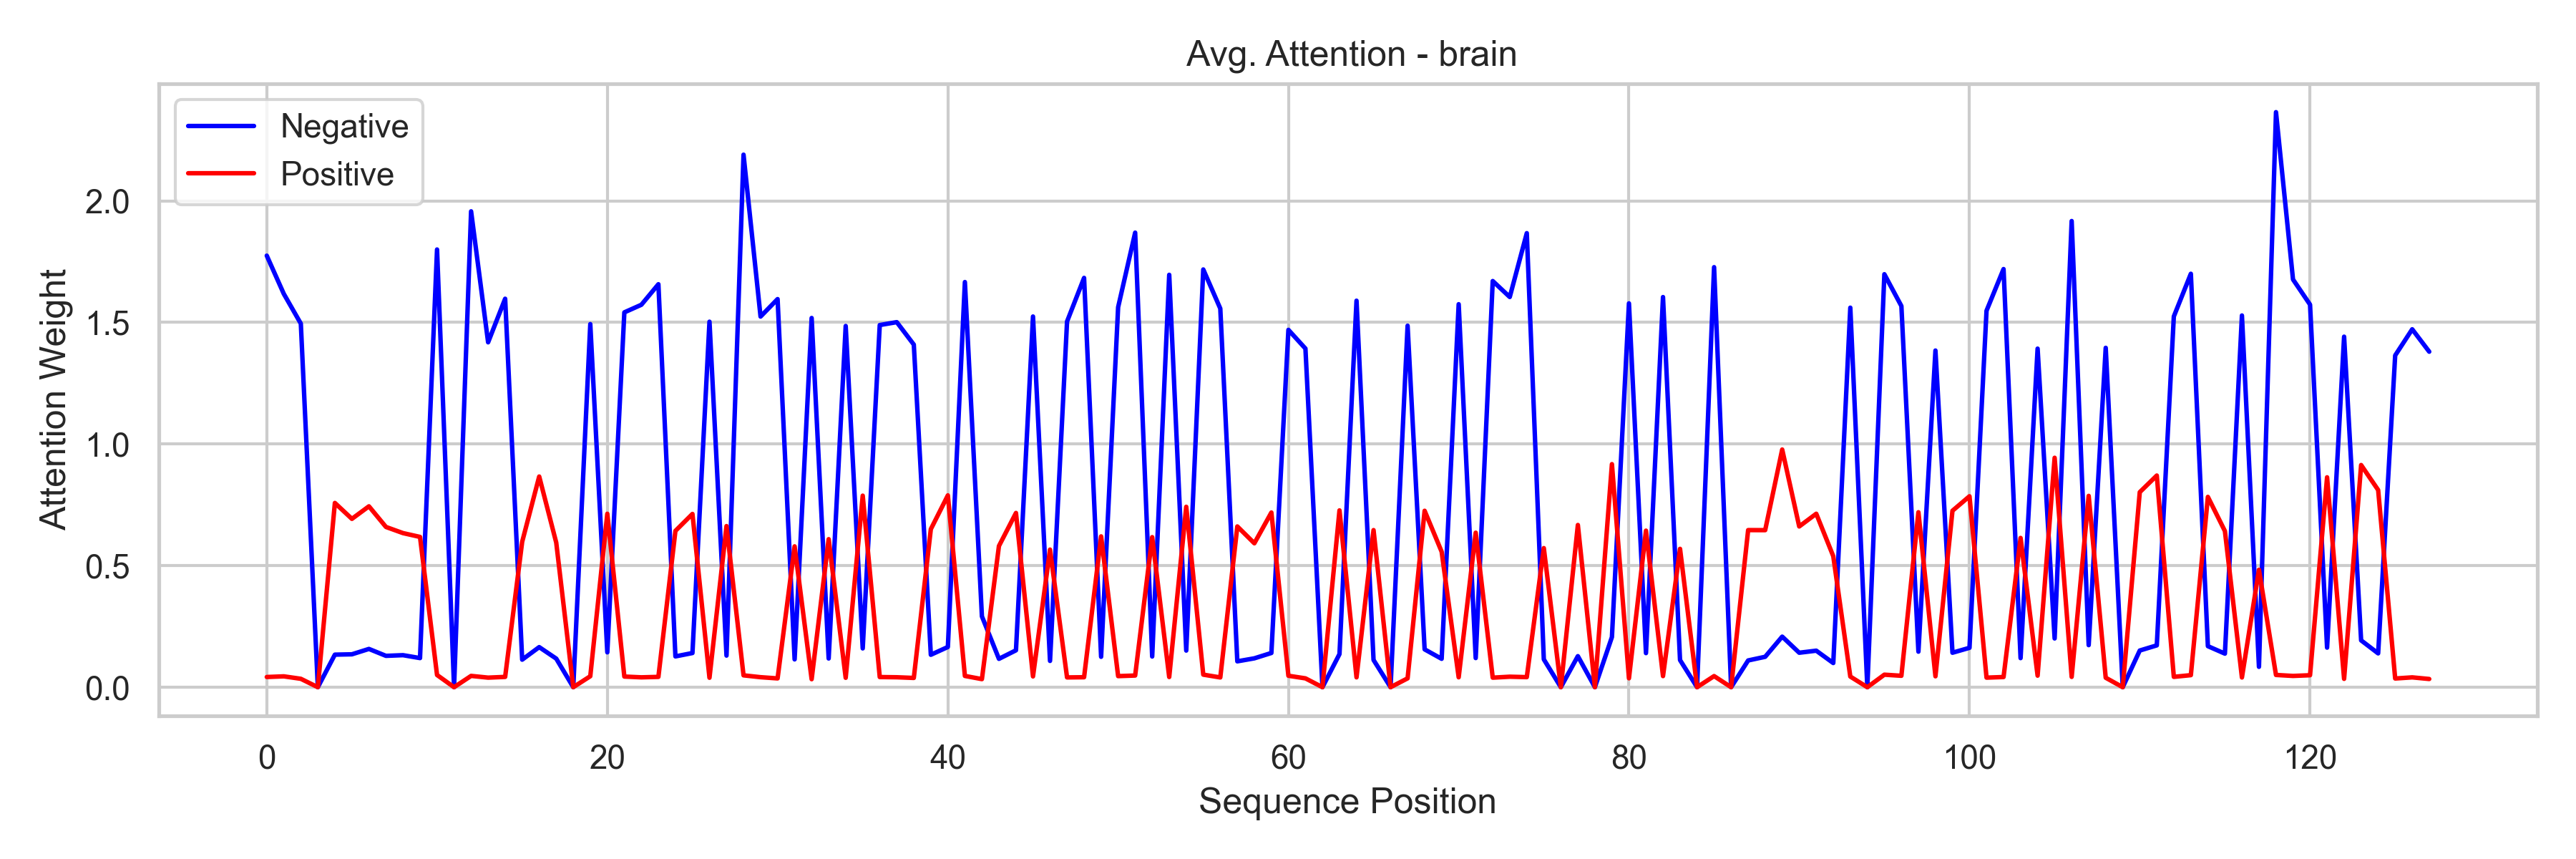 Avg. Attention - brain
Negative
Positive
Attention Weight
2.0
1.5
1.0
0.5
0.0
0 20 40 60 80 100 120
Sequence Position